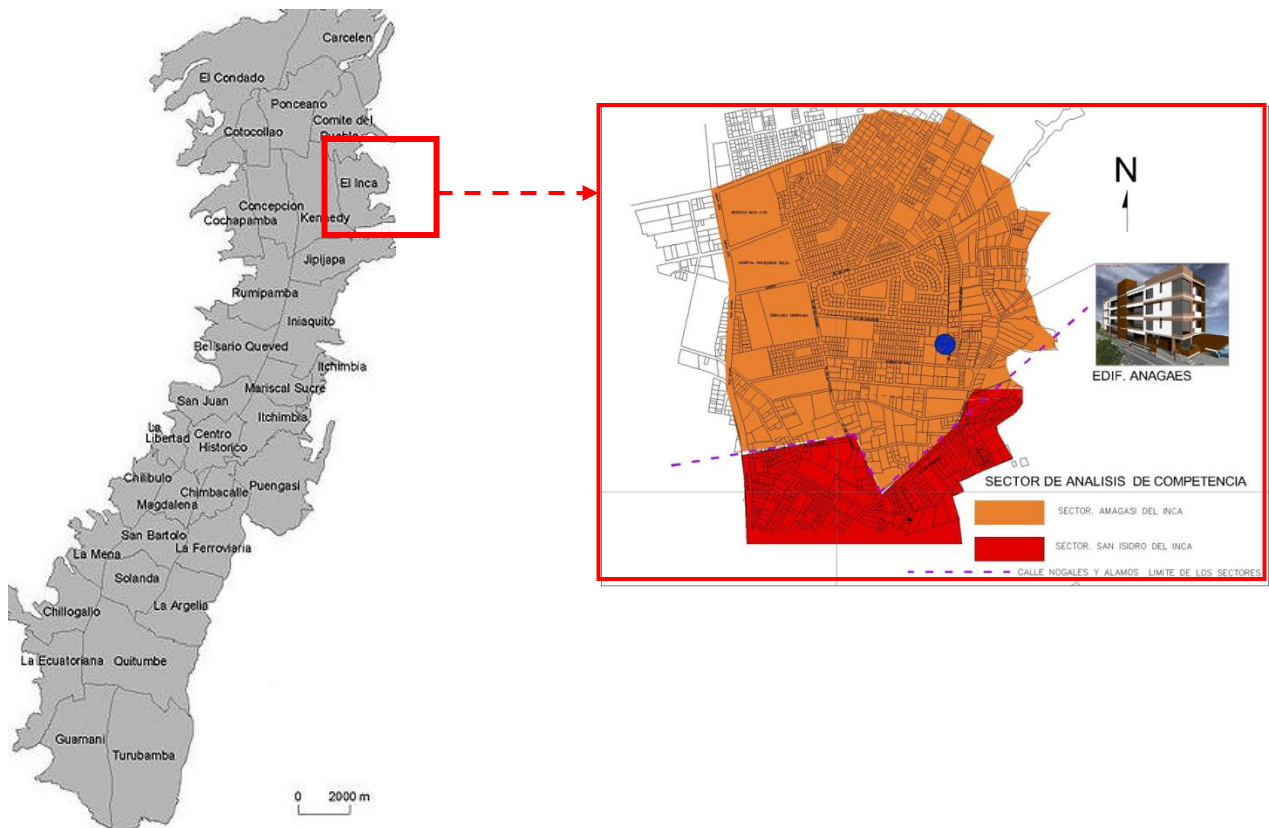 Carcelen
El Condado
Ponceano
Comite del
Pueblo
Cotocollao
El Inca
Concepcion
Cochapamba
Kennedy
Jipijapa
Rumipamba
Iniaquito
Belisario Queved
Itchimbia
Mariscal Sucre
San Juan
Itchimbia
La
Libertad
Centro
Historico
Chilibulo
Puengasi
Chimbacalle
Magdalena
San Bartolo
La Mena
La Ferroviaria
Solanda
La Argelia
Chillogallo
La Ecuatoriana
Quitumbe
Guamani
Turubamba
0 2000 m
N
EDIF. ANAGAES
SECTOR DE ANALISIS DE COMPETENCIA
SECTOR. AMAGASI DEL INCA
SECTOR. SAN ISIDRO DEL INCA
CALLE NOGALES Y ALAMOS LIMITE DE LOS SECTORES